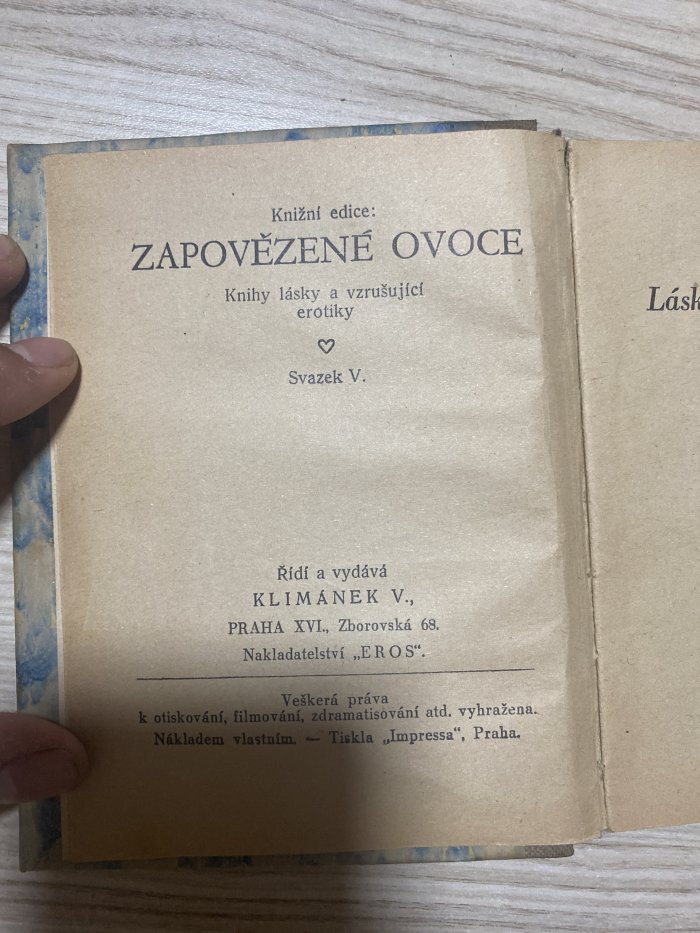 Knižní edice:
ZAPOVĚZENÉ OVOCE
Knihy lásky a vzrušující
erotiky
Svazek V.
Řídí a vydává
KLIMÁNEK V.,
PRAHA XVI., Zborovská 68.
Nakladatelství „EROS“.
Veškerá práva
k otiskování, filmování, zdramatisování atd. vyhražena.
Nákladem vlastním. — Tiskla „Impressa“, Praha.
Lásk